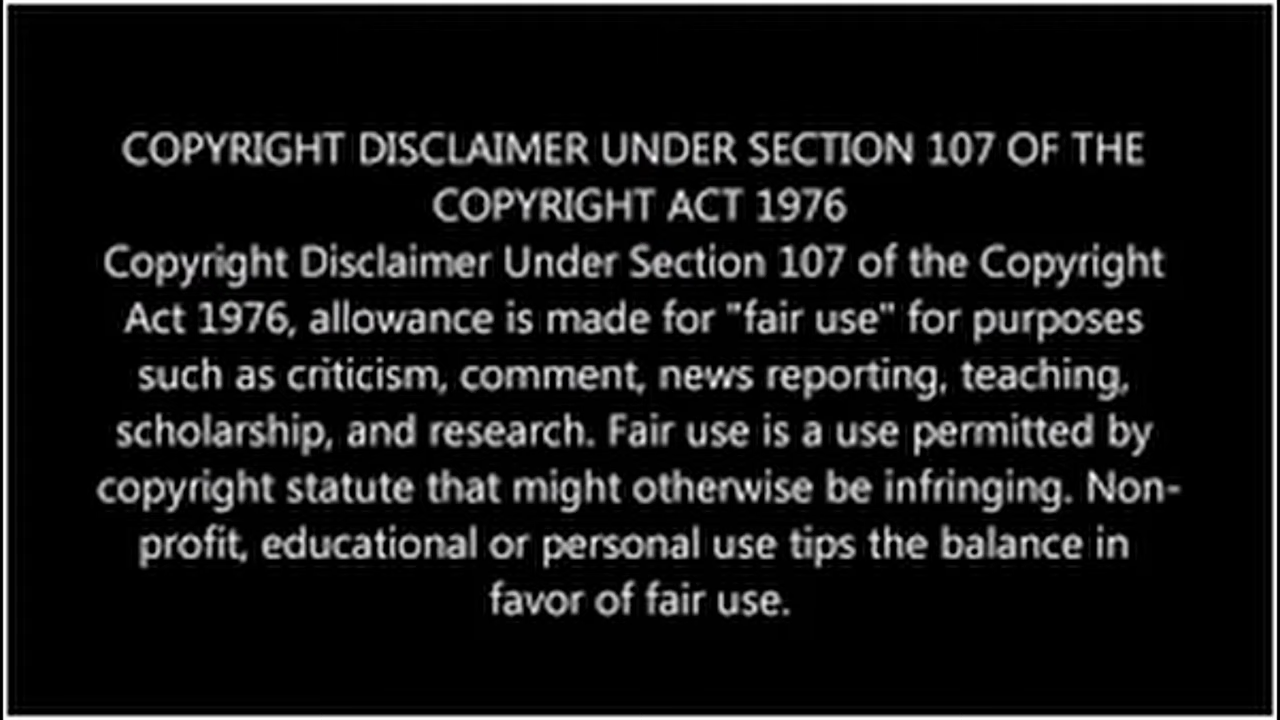 COPYRIGHT DISCLAIMER UNDER SECTION 107 OF THE
COPYRIGHT ACT 1976
Copyright Disclaimer Under Section 107 of the Copyright
Act 1976, allowance is made for "fair use" for purposes
such as criticism, comment, news reporting, teaching,
scholarship, and research. Fair use is a use permitted by
copyright statute that might otherwise be infringing. Non-
profit, educational or personal use tips the balance in
favor of fair use.